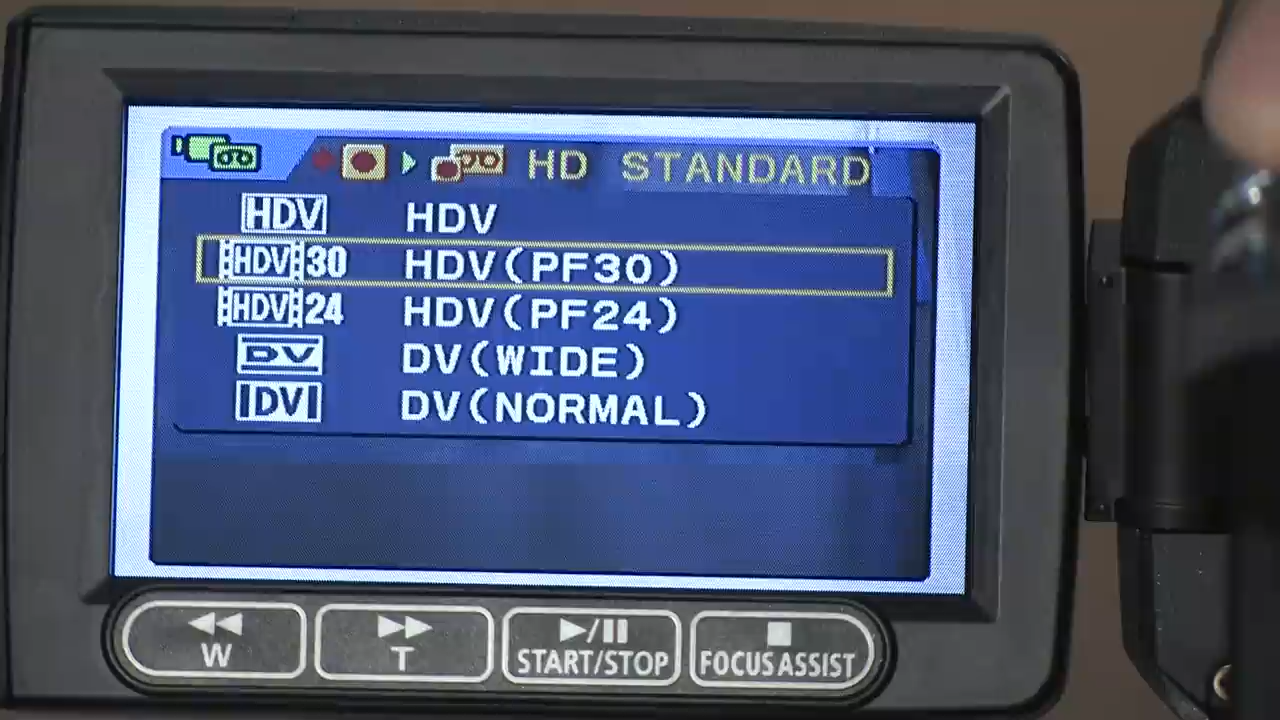 HD STANDARD
HDV HDV
HDV 30 HDV(PF30)
HDV 24 HDV(PF24)
DV DV(WIDE)
DV DV(NORMAL)
W T START/STOP FOCUS ASSIST